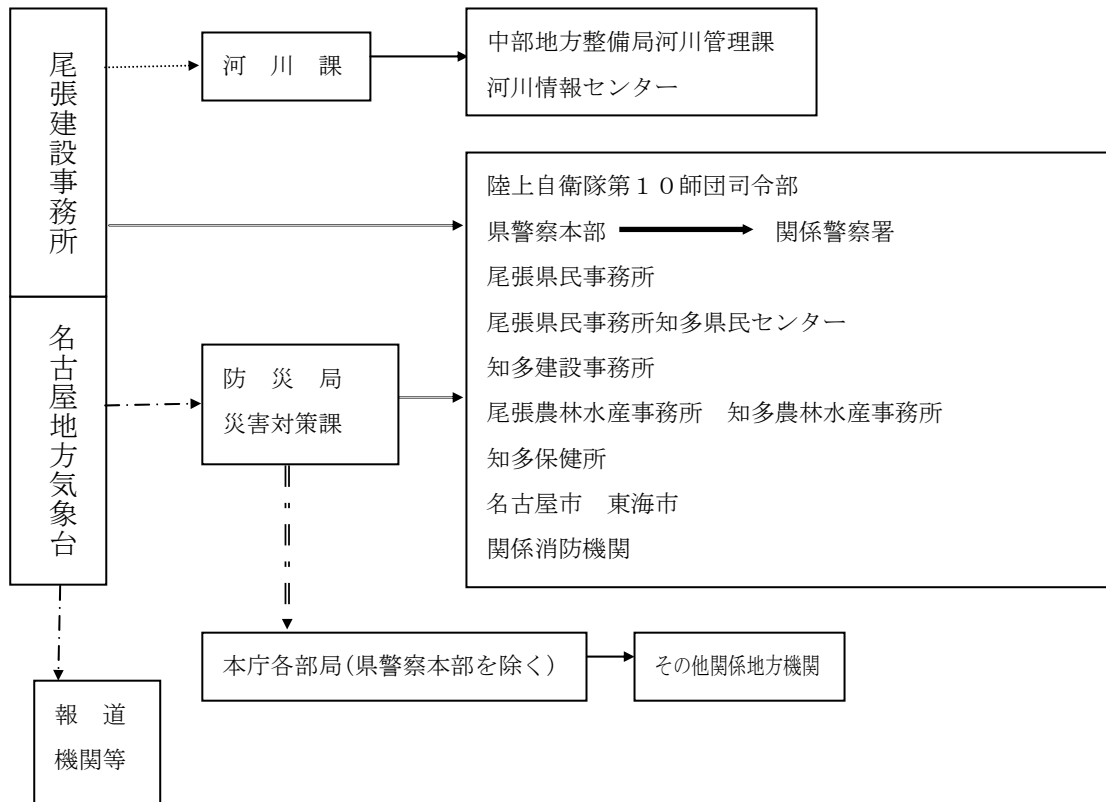 尾張建設事務所
河　川　課
中部地方整備局河川管理課
河川情報センター
陸上自衛隊第１０師団司令部
県警察本部　関係警察署
尾張県民事務所
尾張県民事務所知多県民センター
知多建設事務所
尾張農林水産事務所　知多農林水産事務所
知多保健所
名古屋市　東海市
関係消防機関
名古屋地方気象台
防　災　局
災害対策課
本庁各部局(県警察本部を除く)
その他関係地方機関
報　道
機関等